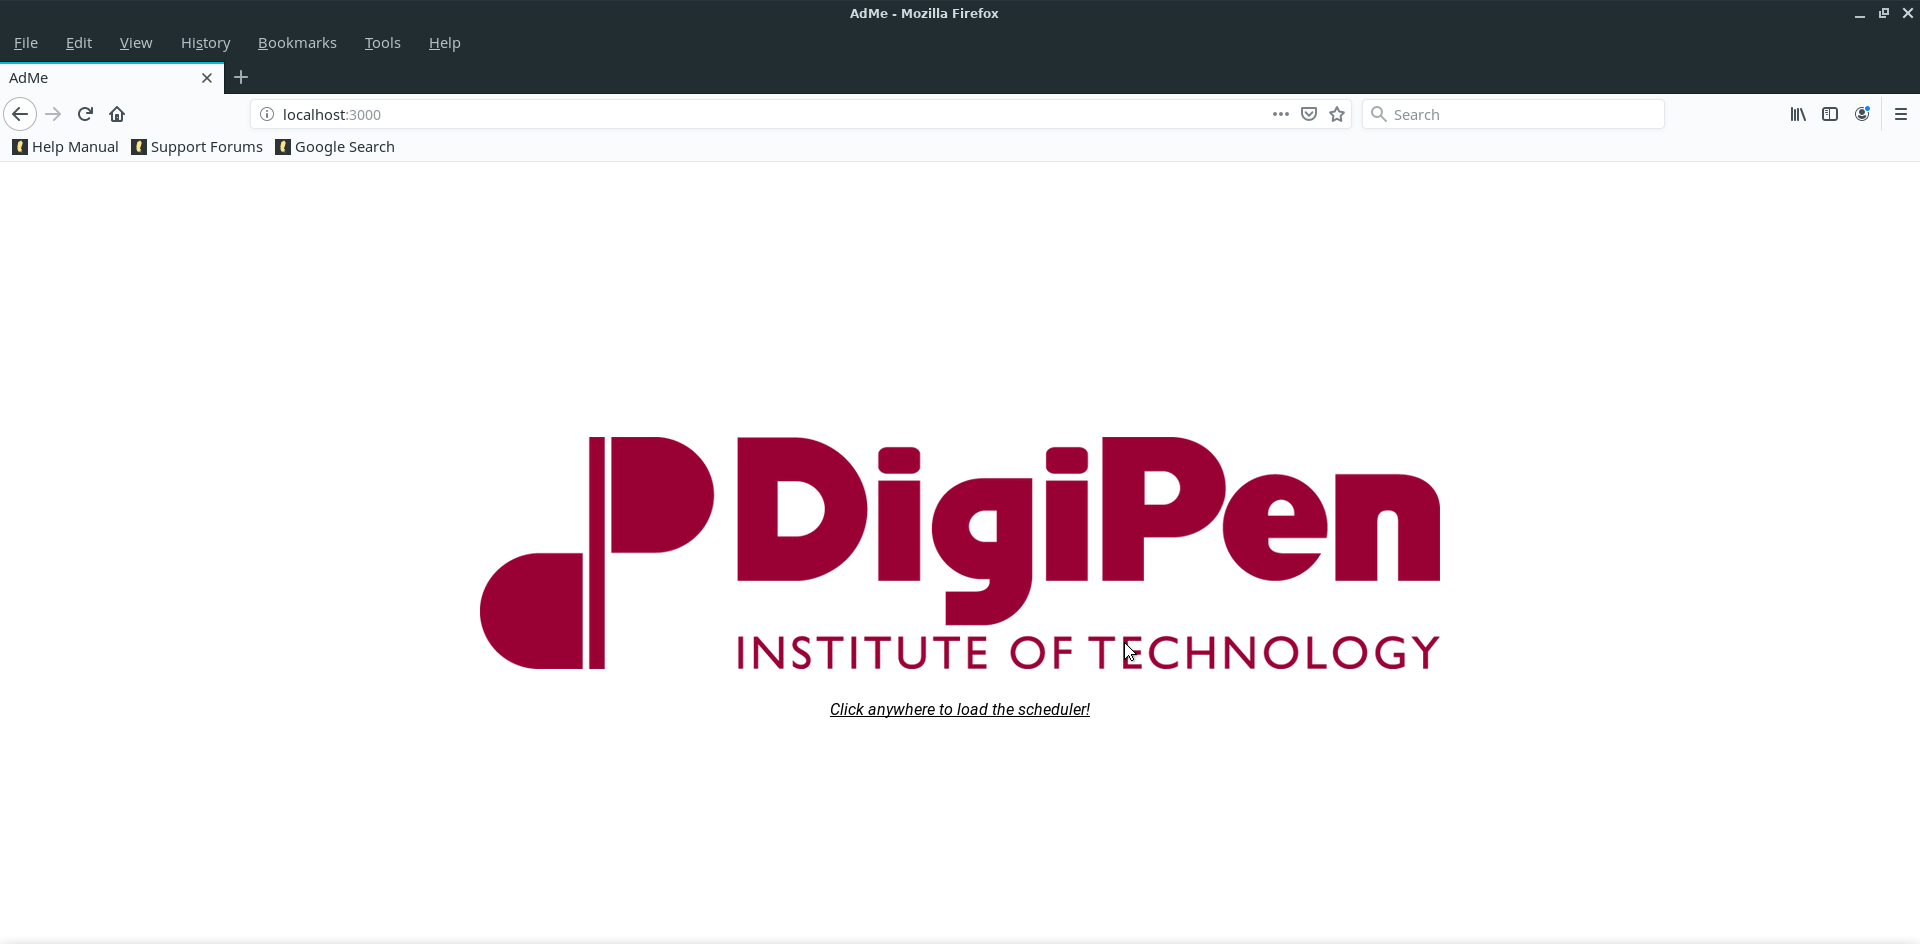 AdMe - Mozilla Firefox
File Edit View History Bookmarks Tools Help
AdMe
localhost:3000
Search
Help Manual Support Forums Google Search
DigiPen
INSTITUTE OF TECHNOLOGY
Click anywhere to load the scheduler!